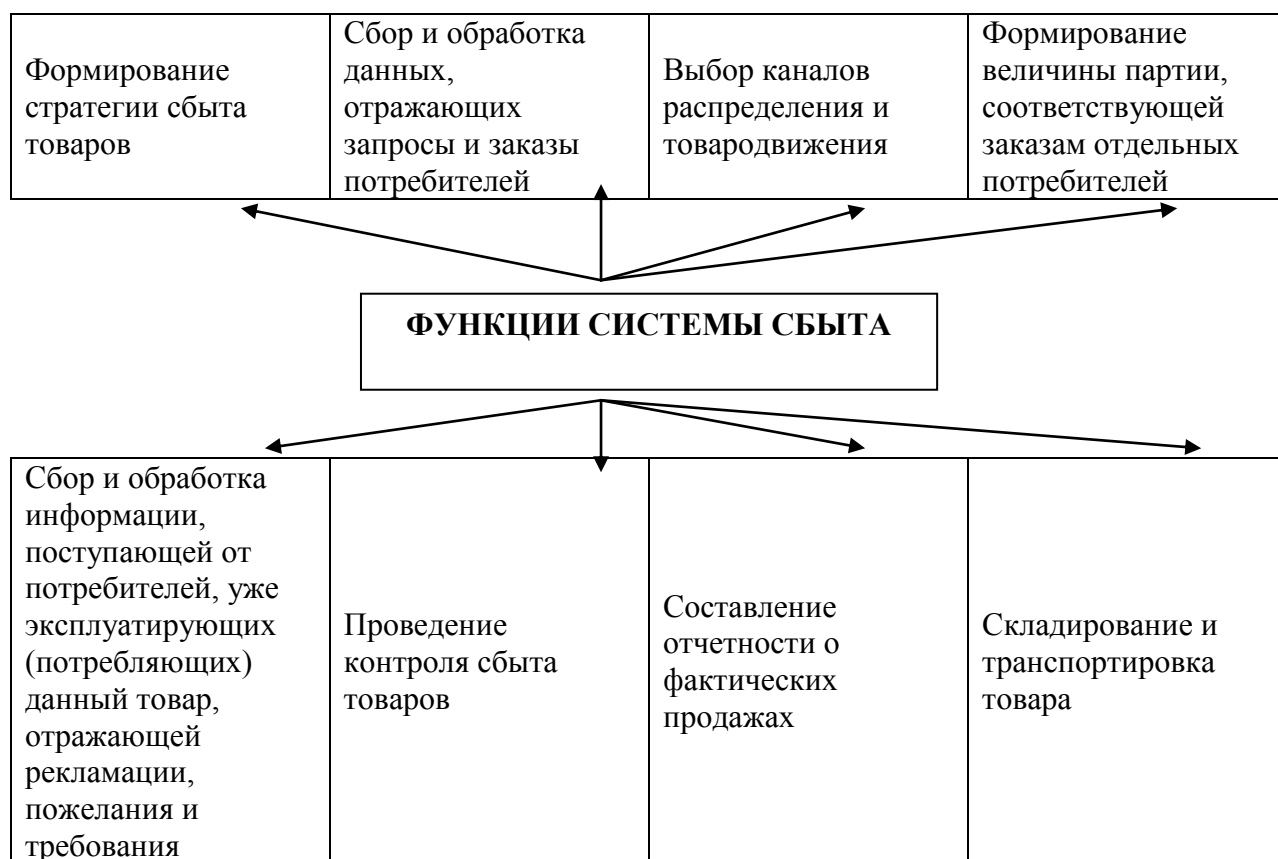 Формирование
стратегии сбыта
товаров
Сбор и обработка
данных,
отражающих
запросы и заказы
потребителей
Выбор каналов
распределения и
товародвижения
Формирование
величины партии,
соответствующей
заказам отдельных
потребителей
ФУНКЦИИ СИСТЕМЫ СБЫТА
Сбор и обработка
информации,
поступающей от
потребителей, уже
эксплуатирующих
(потребляющих)
данный товар,
отражающей
рекламации,
пожелания и
требования
Проведение
контроля сбыта
товаров
Составление
отчетности о
фактических
продажах
Складирование и
транспортировка
товара